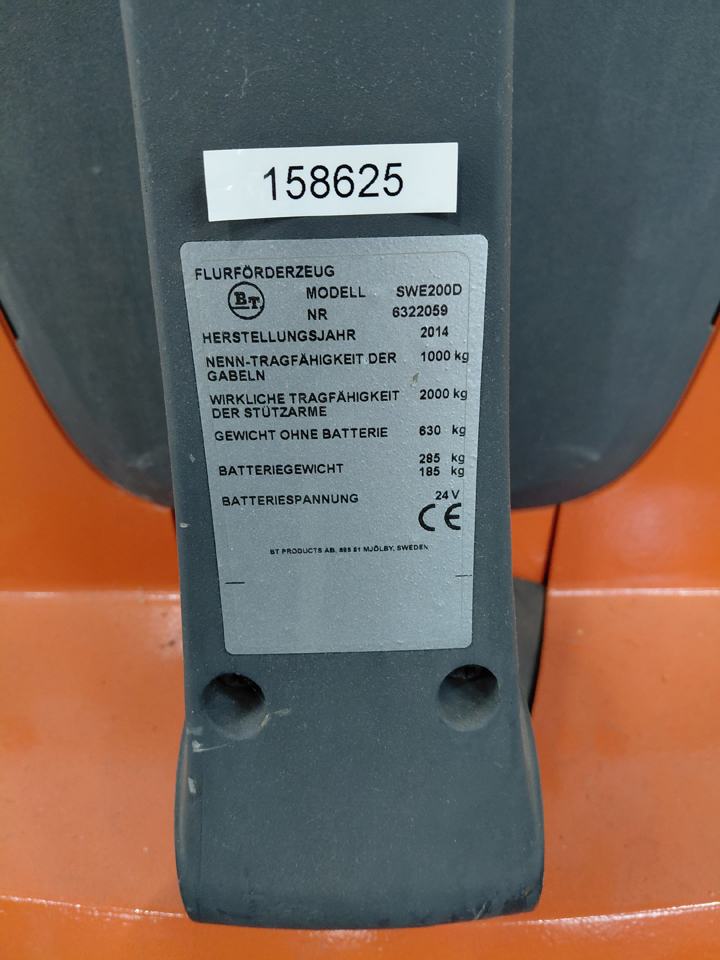 158625
FLURFÖRDERZEUG
BT MODELL SWE200D
NR 6322059
HERSTELLUNGSJAHR 2014
NENN-TRAGFÄHIGKEIT DER 1000 kg
GABELN
WIRKLICHE TRAGFÄHIGKEIT 2000 kg
DER STÜTZARME
GEWICHT OHNE BATTERIE 630 kg
BATTERIEGEWICHT 285 kg
185 kg
BATTERIESPANNUNG 24 V
CE
BT PRODUCTS AB, 595 81 MJÖLBY, SWEDEN